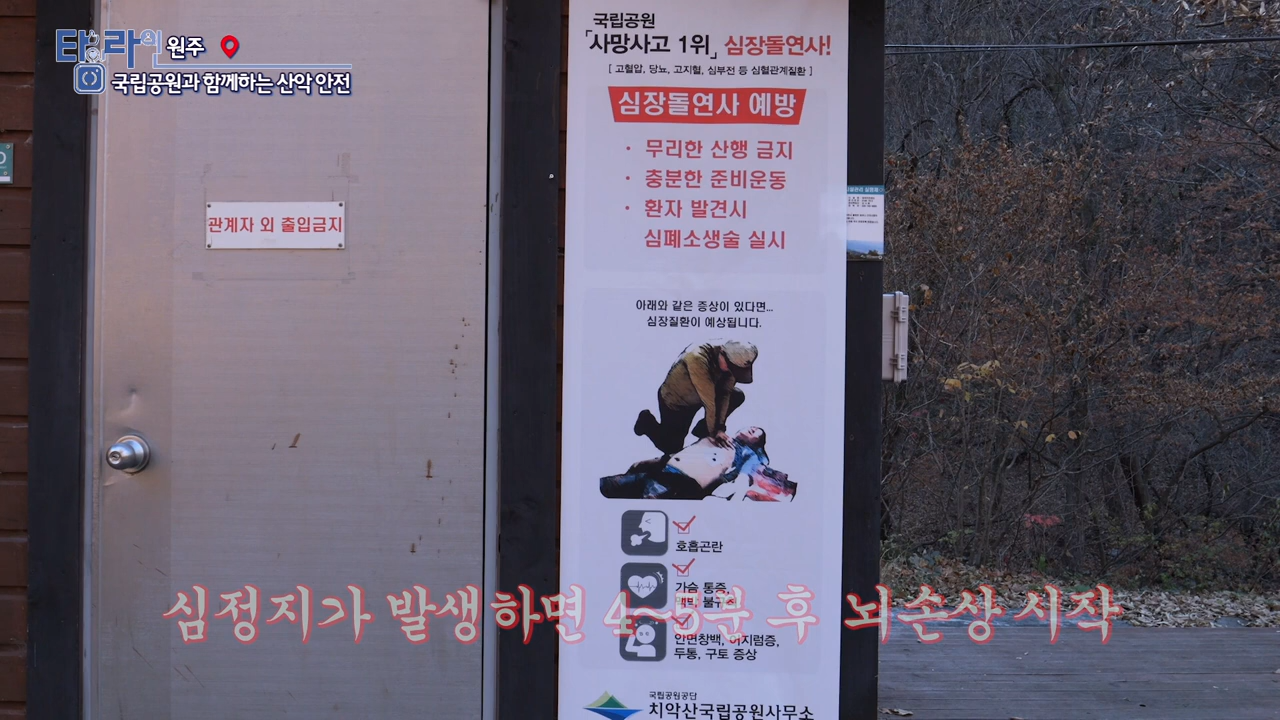 타라의 원주
국립공원과 함께하는 산악 안전
관계자 외 출입금지
국립공원
「사망사고 1위」 심장돌연사!
[ 고혈압, 당뇨, 고지혈, 심부전 등 심혈관계질환 ]
심장돌연사 예방
· 무리한 산행 금지
· 충분한 준비운동
· 환자 발견시
심폐소생술 실시
아래와 같은 증상이 있다면...
심장질환이 예상됩니다.
호흡곤란
가슴 통증,
맥박 불규칙
안면창백, 어지럼증,
두통, 구토 증상
심정지가 발생하면 4~5분 후 뇌손상 시작
국립공원공단
치악산국립공원사무소